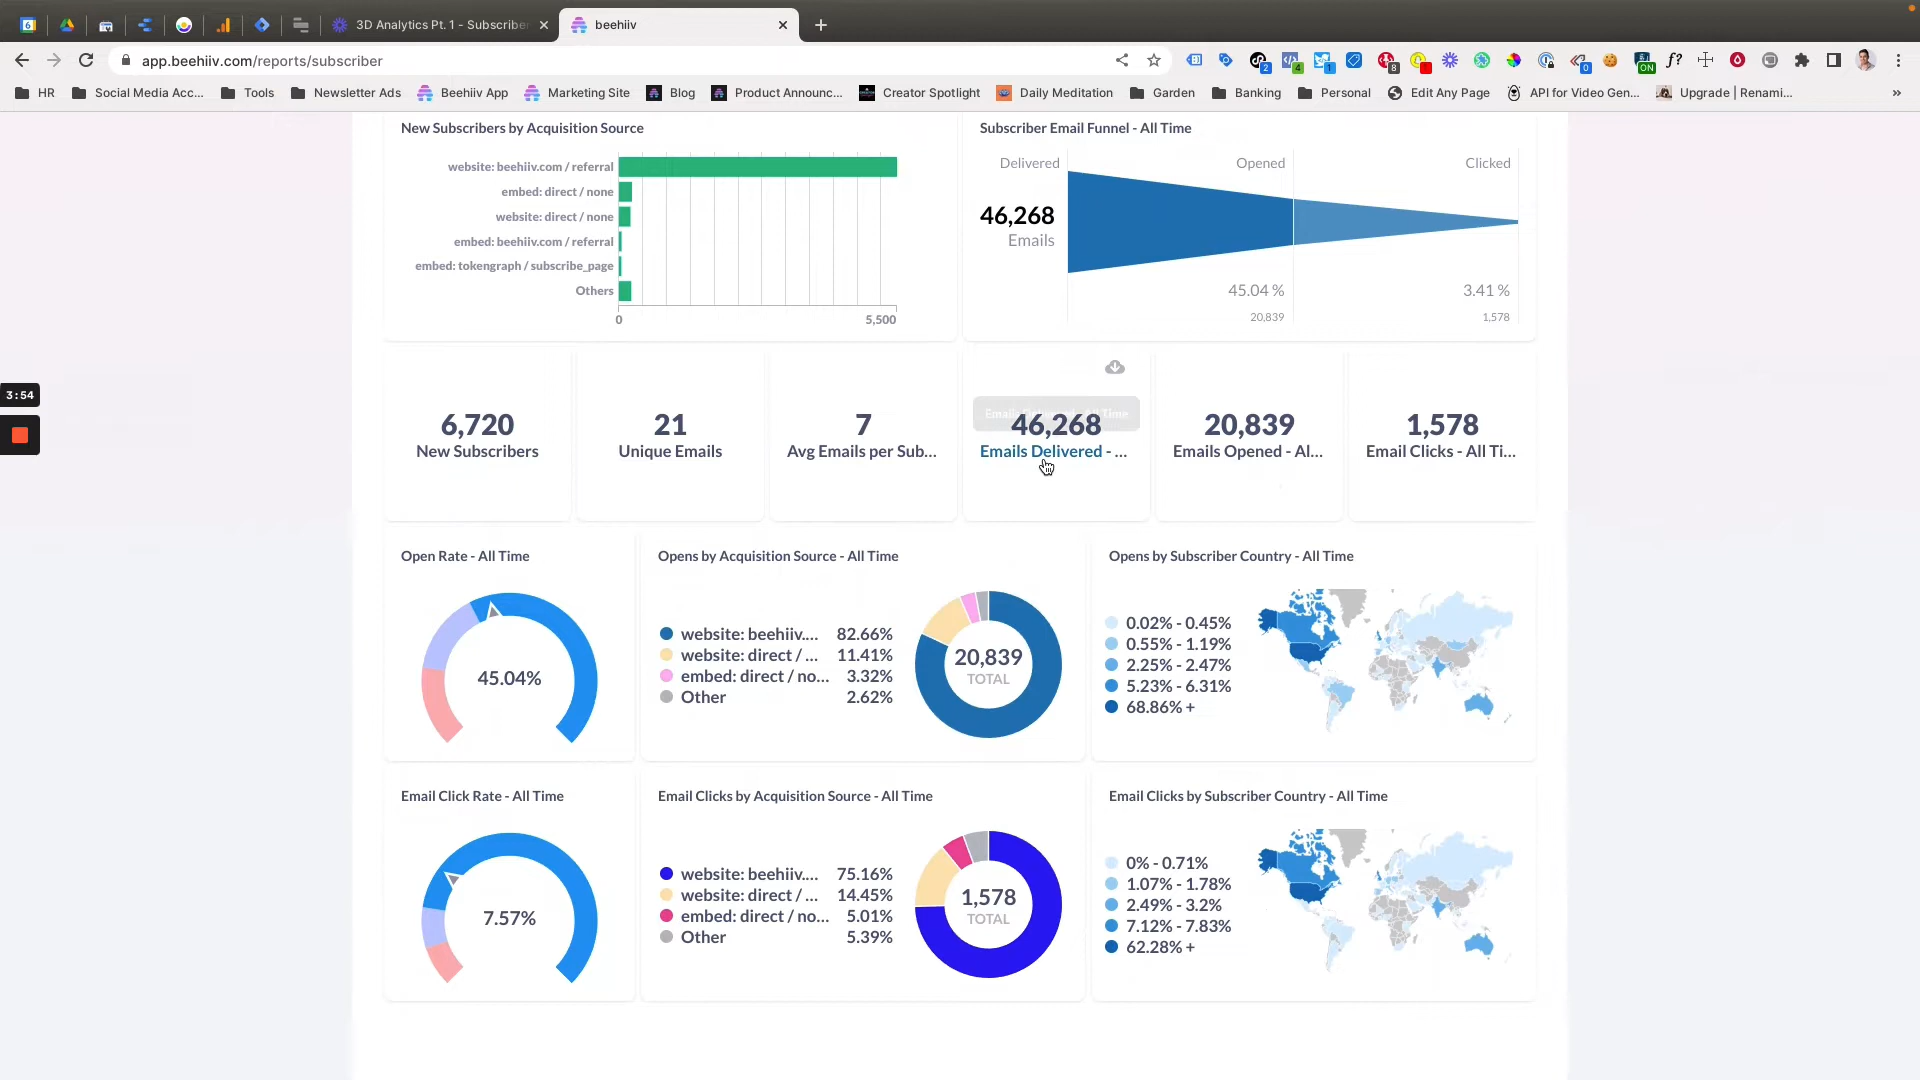 6
3D Analytics Pt. 1 - Subscriber
beehiiv
app.beehiiv.com/reports/subscriber
2
4
1
8
0
ON
f?
HR
Social Media Acc...
Tools
Newsletter Ads
Beehiiv App
Marketing Site
Blog
Product Announc...
Creator Spotlight
Daily Meditation
Garden
Banking
Personal
Edit Any Page
API for Video Gen...
Upgrade | Renami...
»
New Subscribers by Acquisition Source
website: beehiiv.com / referral
embed: direct / none
website: direct / none
embed: beehiiv.com / referral
embed: tokengraph / subscribe_page
Others
0
5,500
Subscriber Email Funnel - All Time
Delivered
Opened
Clicked
46,268
Emails
45.04 %
3.41 %
20,839
1,578
3:54
6,720
New Subscribers
21
Unique Emails
7
Avg Emails per Sub...
Emails Delivered - All Time
46,268
Emails Delivered - ...
20,839
Emails Opened - Al...
1,578
Email Clicks - All Ti...
Open Rate - All Time
45.04%
Opens by Acquisition Source - All Time
website: beehiiv.... 82.66%
website: direct / ... 11.41%
embed: direct / no... 3.32%
Other 2.62%
20,839
TOTAL
Opens by Subscriber Country - All Time
0.02% - 0.45%
0.55% - 1.19%
2.25% - 2.47%
5.23% - 6.31%
68.86% +
Email Click Rate - All Time
7.57%
Email Clicks by Acquisition Source - All Time
website: beehiiv.... 75.16%
website: direct / ... 14.45%
embed: direct / no... 5.01%
Other 5.39%
1,578
TOTAL
Email Clicks by Subscriber Country - All Time
0% - 0.71%
1.07% - 1.78%
2.49% - 3.2%
7.12% - 7.83%
62.28% +